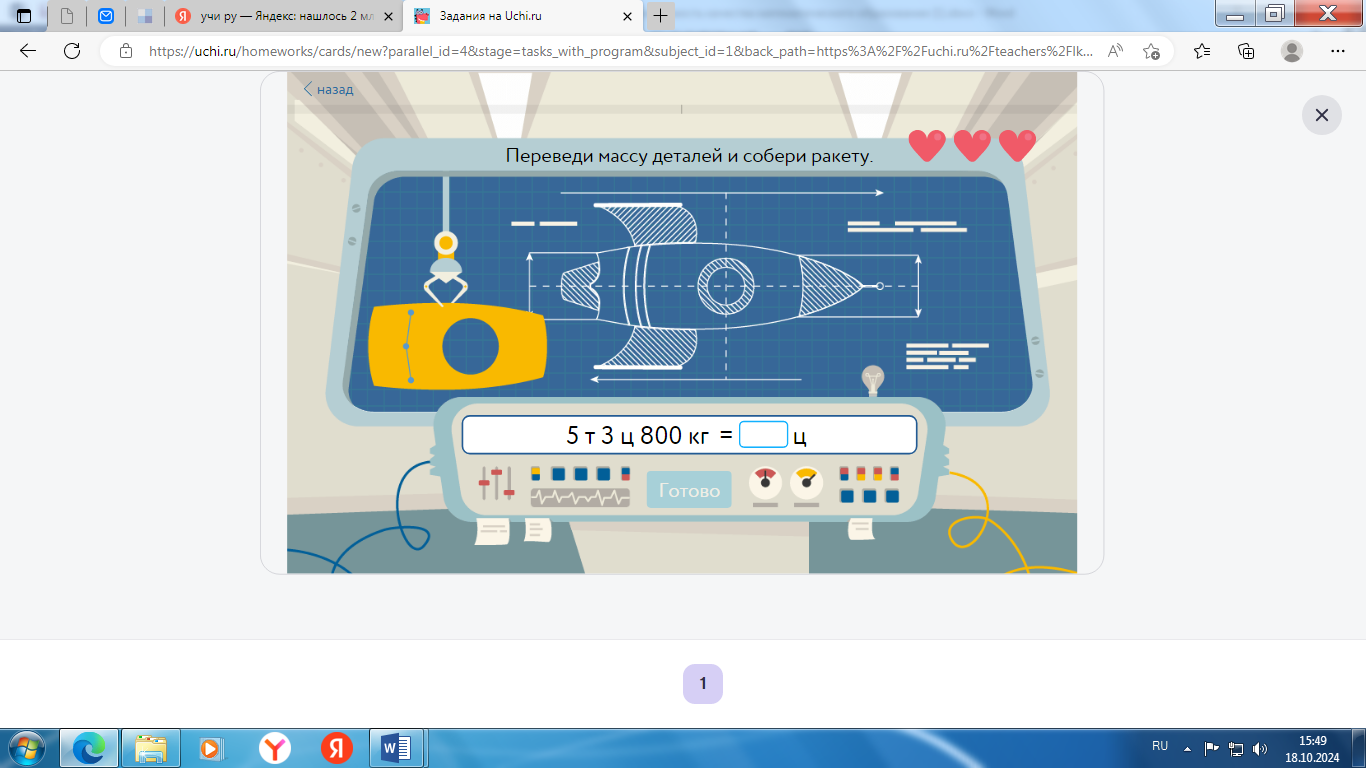 учи ру — Яндекс: нашлось 2 мл
Задания на Uchi.ru
https://uchi.ru/homeworks/cards/new?parallel_id=4&stage=tasks_with_program&subject_id=1&back_path=https%3A%2F%2Fuchi.ru%2Fteachers%2Flk...
назад
Переведи массу деталей и собери ракету.
5 т 3 ц 800 кг = ц
Готово
1
RU
15:49
18.10.2024